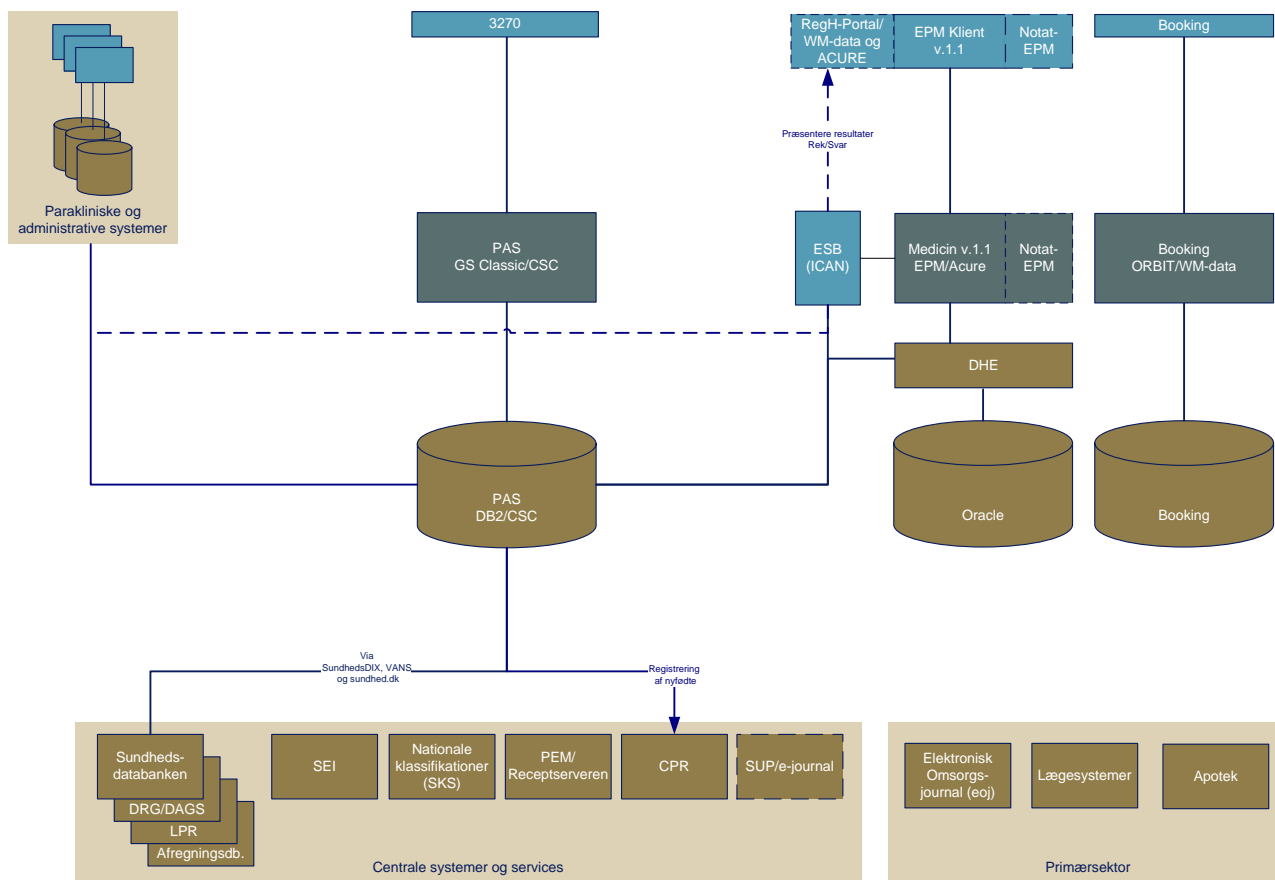 3270
RegH-Portal/
WM-data og
ACURE
EPM Klient
v.1.1
Notat-
EPM
Booking
Præsentere resultater
Rek/Svar
Parakliniske og
administrative systemer
PAS
GS Classic/CSC
ESB
(ICAN)
Medicin v.1.1
EPM/Acure
Notat-
EPM
Booking
ORBIT/WM-data
DHE
PAS
DB2/CSC
Oracle
Booking
Via
SundhedsDIX, VANS
og sundhed.dk
Registrering
af nyfødte
Sundheds-
databanken
DRG/DAGS
LPR
Afregningsdb.
SEI
Nationale
klassifikationer
(SKS)
PEM/
Receptserveren
CPR
SUP/e-journal
Centrale systemer og services
Elektronisk
Omsorgs-
journal (eoj)
Lægesystemer
Apotek
Primærsektor